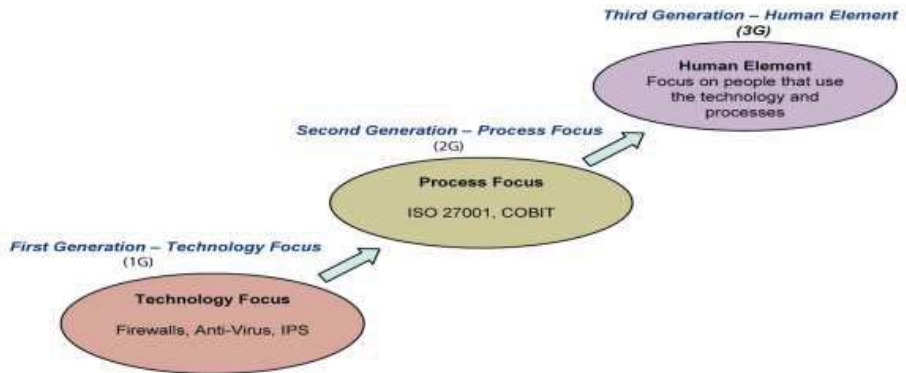 Third Generation – Human Element
(3G)
Human Element
Focus on people that use
the technology and
processes
Second Generation – Process Focus
(2G)
Process Focus
ISO 27001, COBIT
First Generation – Technology Focus
(1G)
Technology Focus
Firewalls, Anti-Virus, IPS